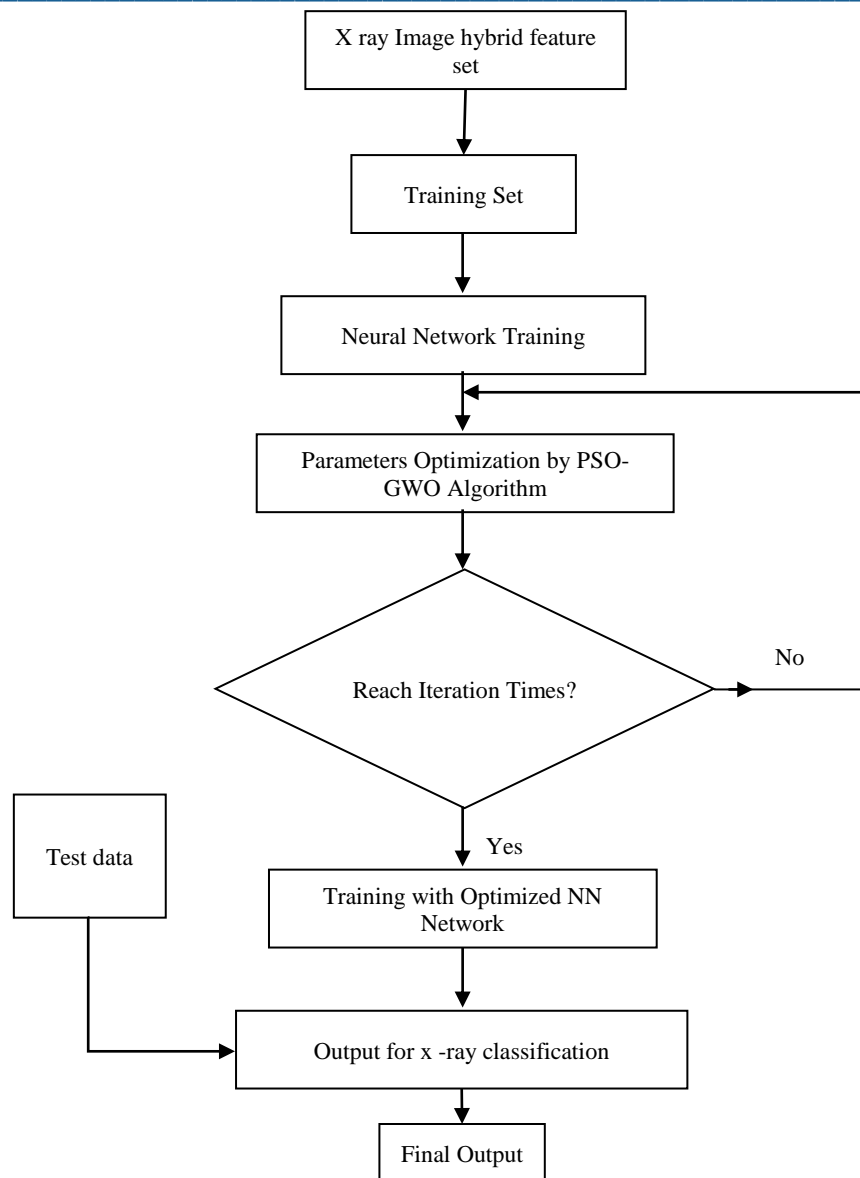 X ray Image hybrid feature
set
Training Set
Neural Network Training
Parameters Optimization by PSO-
GWO Algorithm
Reach Iteration Times?
No
Yes
Test data
Training with Optimized NN
Network
Output for x -ray classification
Final Output